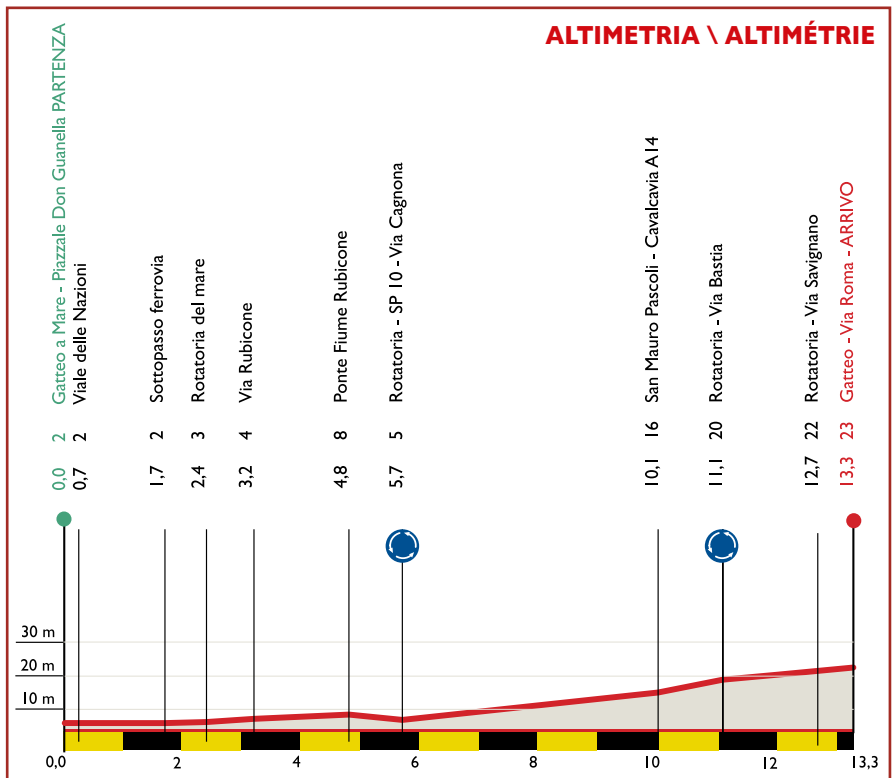 ALTIMETRIA \ ALTIMÉTRIE
0,0 2 Gatteo a Mare - Piazzale Don Guanella PARTENZA
0,7 2 Viale delle Nazioni
1,7 2 Sottopasso ferrovia
2,4 3 Rotatoria del mare
3,2 4 Via Rubicone
4,8 8 Ponte Fiume Rubicone
5,7 5 Rotatoria - SP 10 - Via Cagnona
10,1 16 San Mauro Pascoli - Cavalcavia A14
11,1 20 Rotatoria - Via Bastia
12,7 22 Rotatoria - Via Savignano
13,3 23 Gatteo - Via Roma - ARRIVO
30 m
20 m
10 m
0,0 2 4 6 8 10 12 13,3